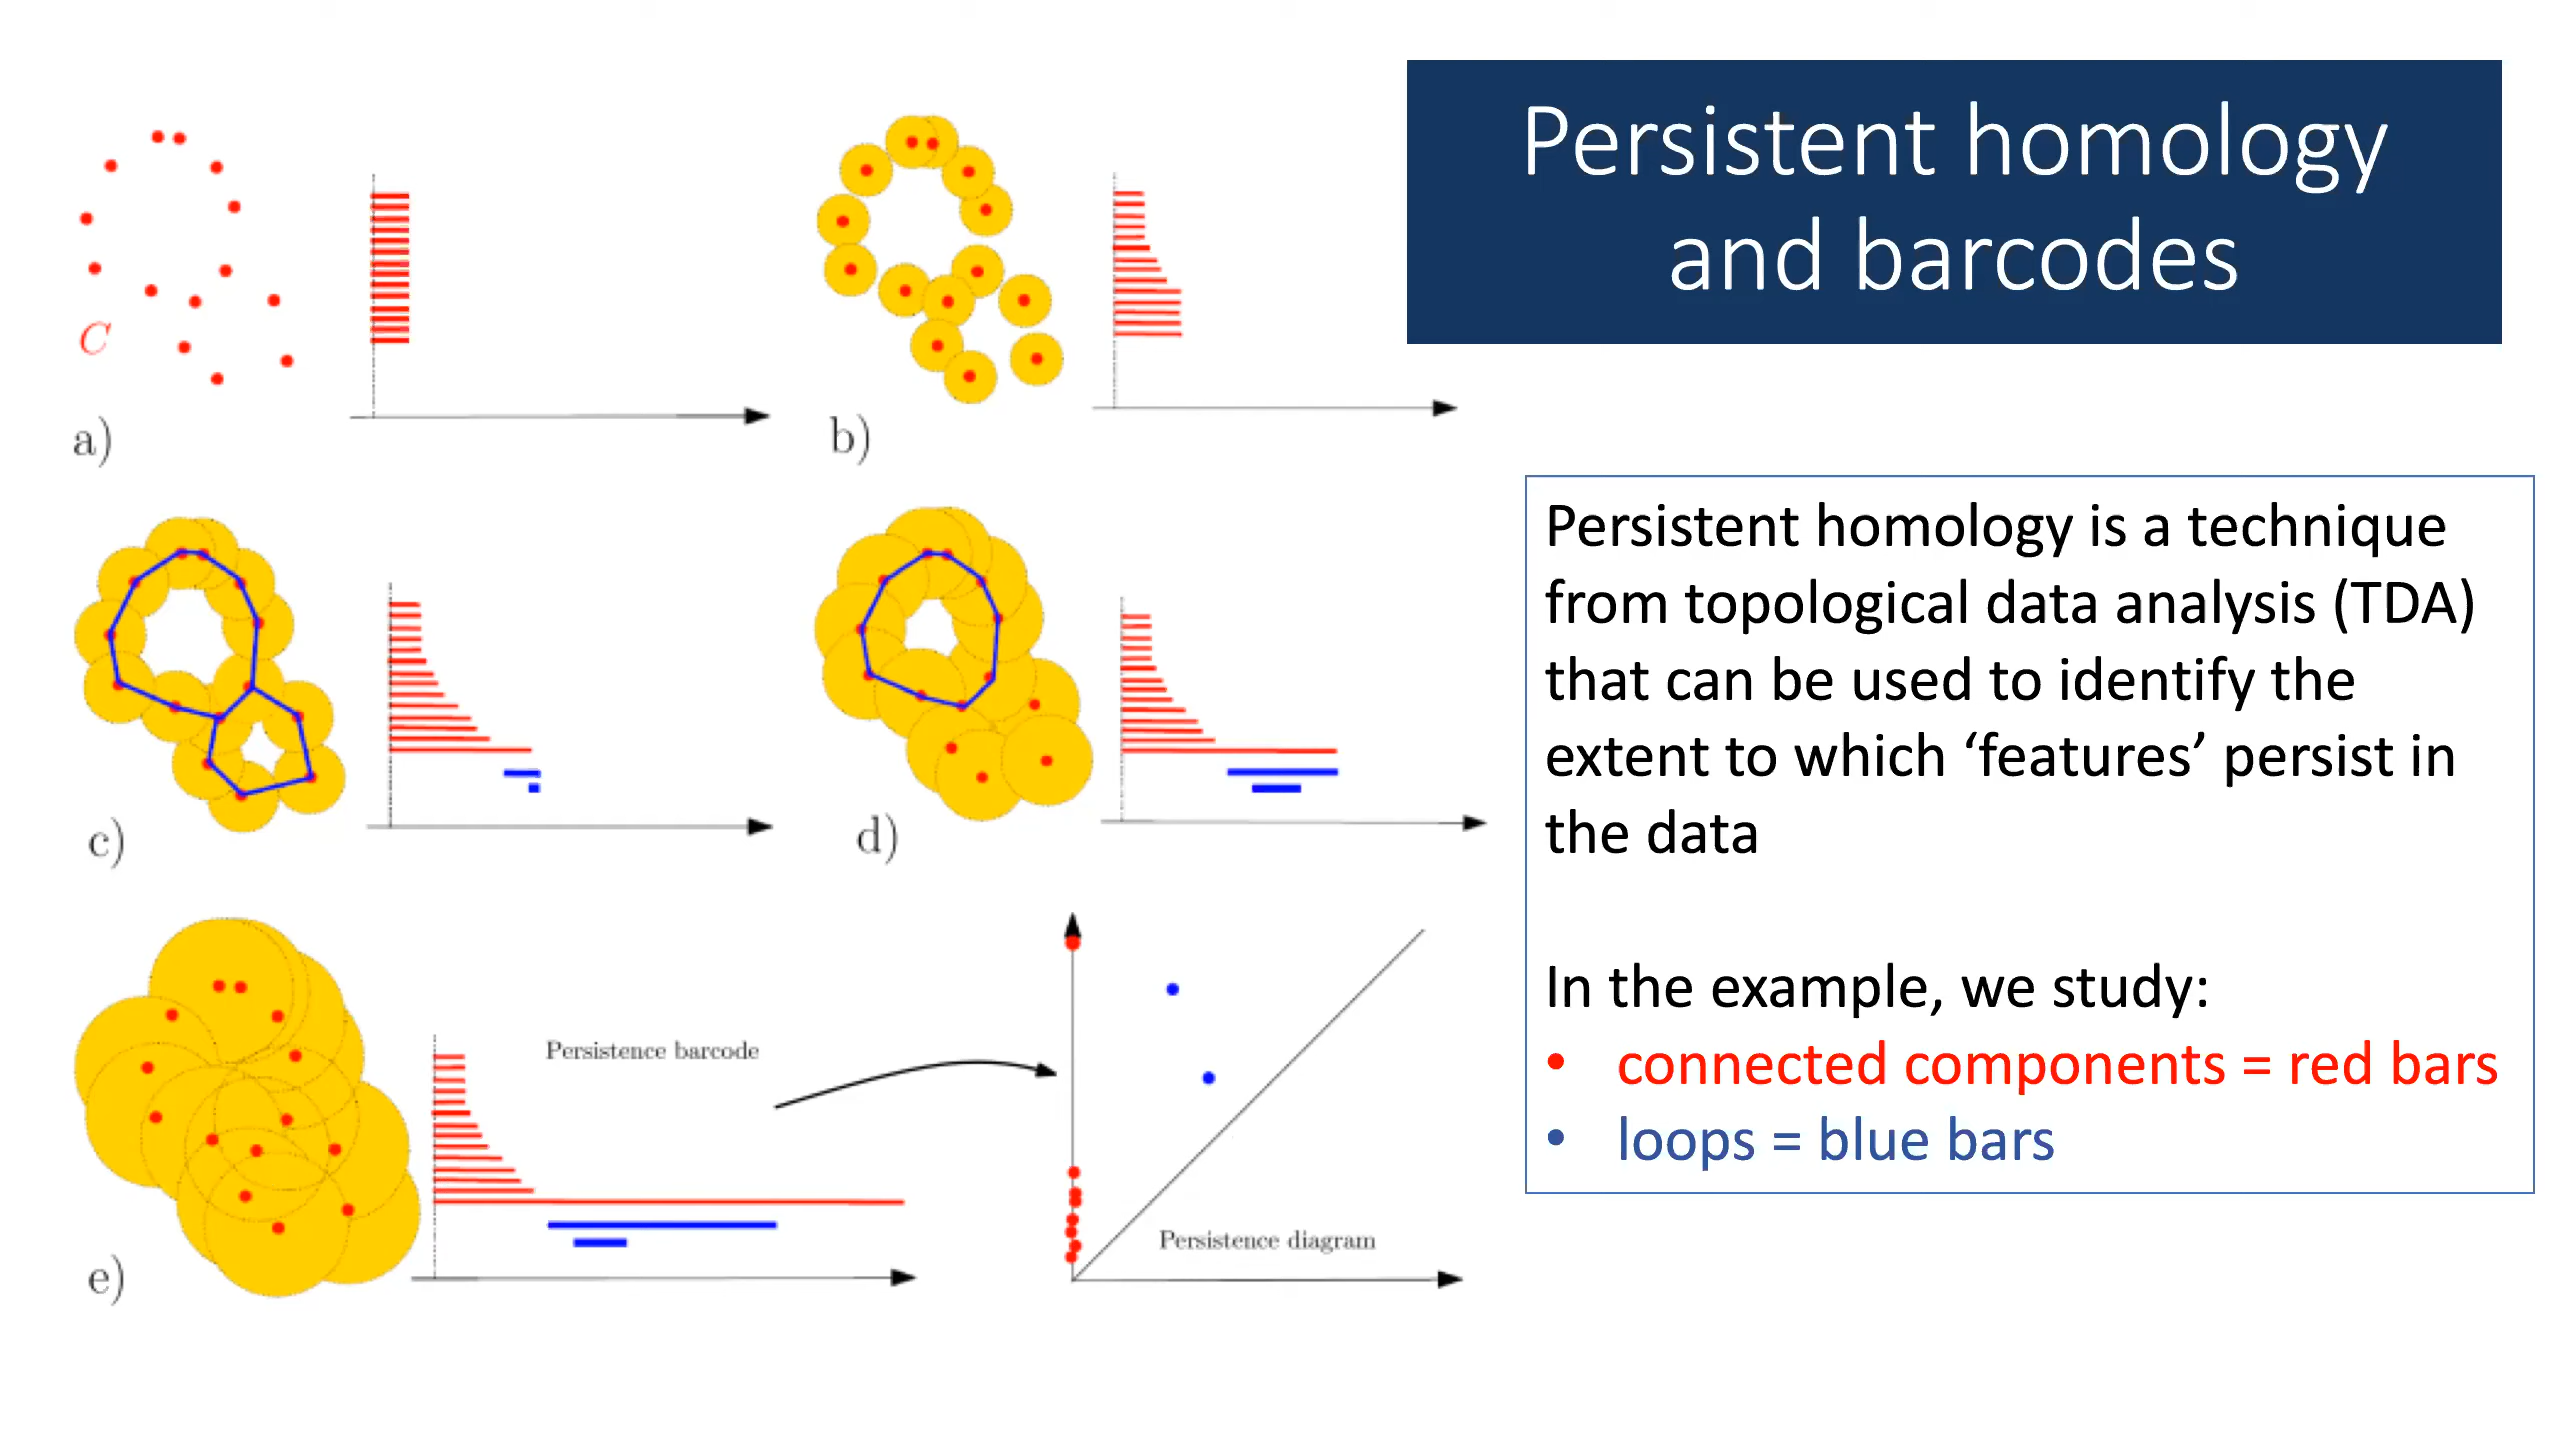 Persistent homology
and barcodes
C
a)
b)
c)
d)
e)
Persistence barcode
Persistence diagram
Persistent homology is a technique
from topological data analysis (TDA)
that can be used to identify the
extent to which ‘features’ persist in
the data
In the example, we study:
• connected components = red bars
• loops = blue bars